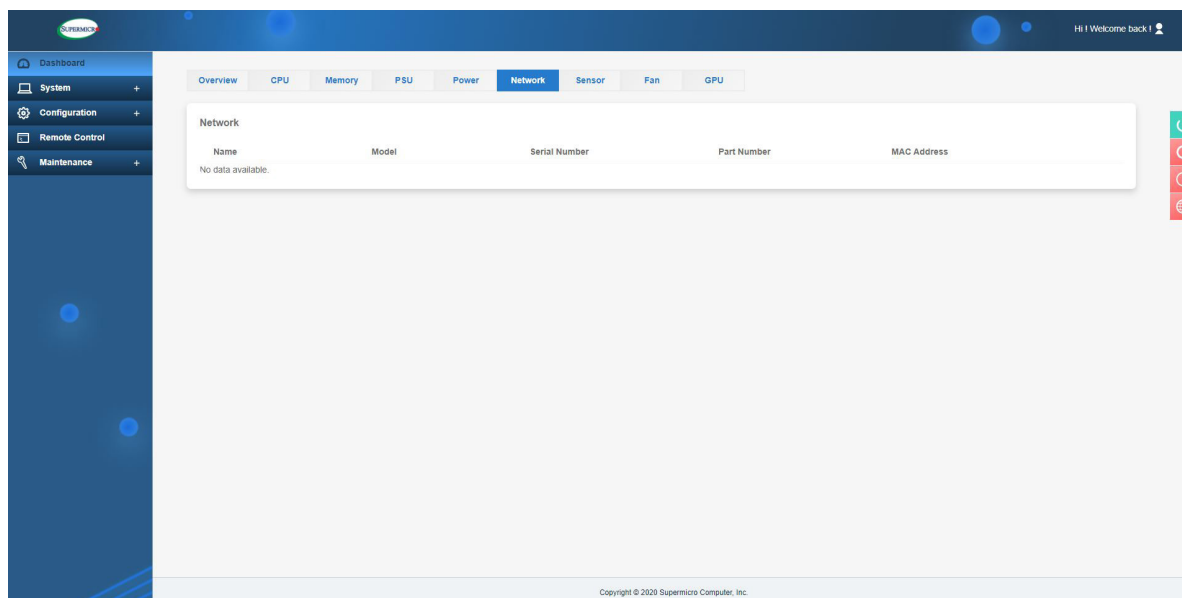 SUPERMICR
Hi ! Welcome back !
Dashboard
System +
Configuration +
Remote Control
Maintenance +
Overview CPU Memory PSU Power Network Sensor Fan GPU
Network
Name Model Serial Number Part Number MAC Address
No data available.
Copyright © 2020 Supermicro Computer, Inc.